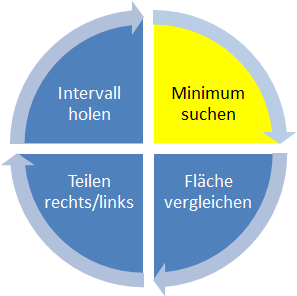 Intervall
holen
Minimum
suchen
Teilen
rechts/links
Fläche
vergleichen